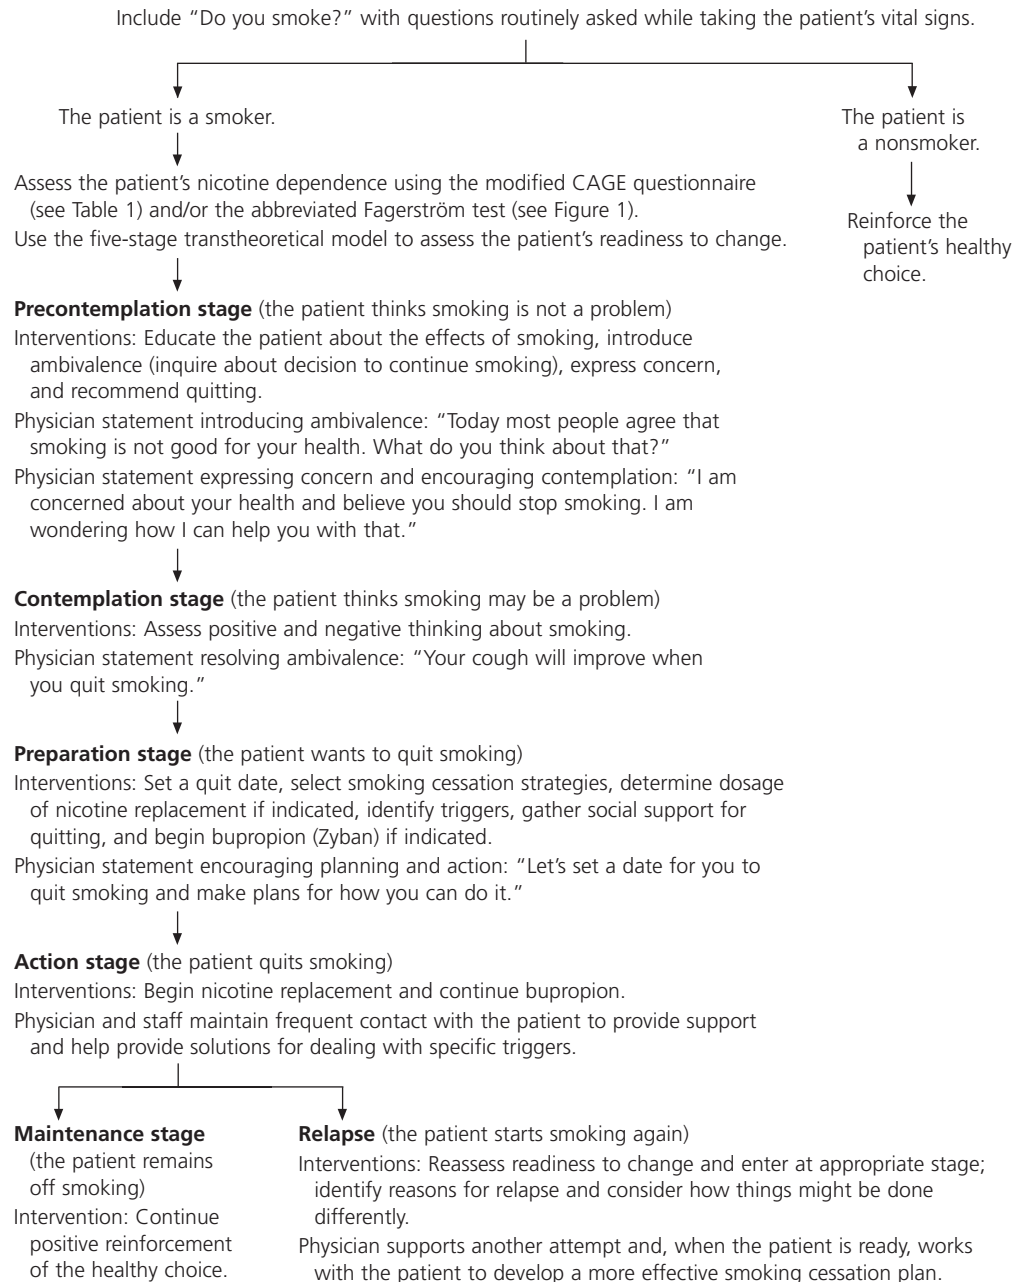 Include “Do you smoke?” with questions routinely asked while taking the patient’s vital signs.
The patient is a smoker.
Assess the patient’s nicotine dependence using the modified CAGE questionnaire
(see Table 1) and/or the abbreviated Fagerström test (see Figure 1).
Use the five-stage transtheoretical model to assess the patient’s readiness to change.
The patient is
a nonsmoker.
Reinforce the
patient’s healthy
choice.
Precontemplation stage (the patient thinks smoking is not a problem)
Interventions: Educate the patient about the effects of smoking, introduce
ambivalence (inquire about decision to continue smoking), express concern,
and recommend quitting.
Physician statement introducing ambivalence: “Today most people agree that
smoking is not good for your health. What do you think about that?”
Physician statement expressing concern and encouraging contemplation: “I am
concerned about your health and believe you should stop smoking. I am
wondering how I can help you with that.”
Contemplation stage (the patient thinks smoking may be a problem)
Interventions: Assess positive and negative thinking about smoking.
Physician statement resolving ambivalence: “Your cough will improve when
you quit smoking.”
Preparation stage (the patient wants to quit smoking)
Interventions: Set a quit date, select smoking cessation strategies, determine dosage
of nicotine replacement if indicated, identify triggers, gather social support for
quitting, and begin bupropion (Zyban) if indicated.
Physician statement encouraging planning and action: “Let’s set a date for you to
quit smoking and make plans for how you can do it.”
Action stage (the patient quits smoking)
Interventions: Begin nicotine replacement and continue bupropion.
Physician and staff maintain frequent contact with the patient to provide support
and help provide solutions for dealing with specific triggers.
Maintenance stage
(the patient remains
off smoking)
Intervention: Continue
positive reinforcement
of the healthy choice.
Relapse (the patient starts smoking again)
Interventions: Reassess readiness to change and enter at appropriate stage;
identify reasons for relapse and consider how things might be done
differently.
Physician supports another attempt and, when the patient is ready, works
with the patient to develop a more effective smoking cessation plan.